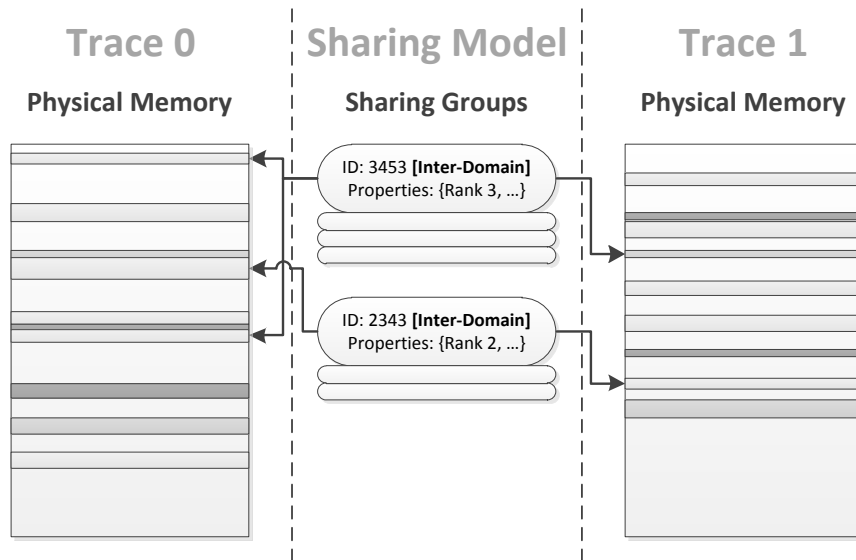 Trace 0
Sharing Model
Trace 1
Physical Memory
Sharing Groups
Physical Memory
ID: 3453 [Inter-Domain]
Properties: {Rank 3, ...}
ID: 2343 [Inter-Domain]
Properties: {Rank 2, ...}